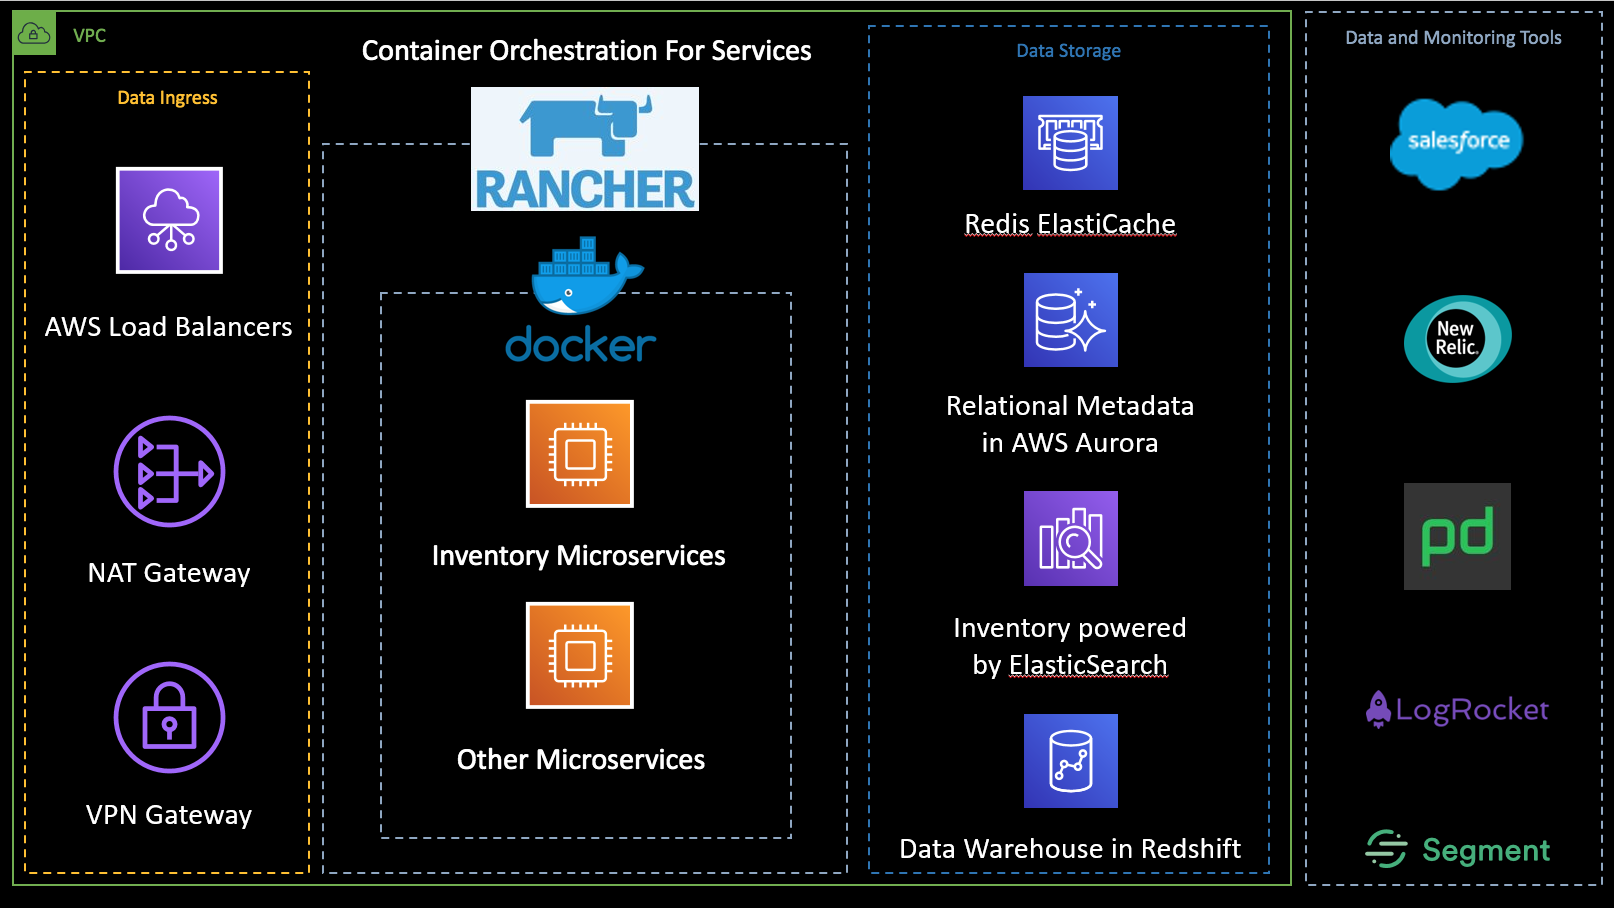 VPC
Data Ingress
AWS Load Balancers
NAT Gateway
VPN Gateway
Container Orchestration For Services
RANCHER
docker
Inventory Microservices
Other Microservices
Data Storage
Redis ElastiCache
Relational Metadata
in AWS Aurora
Inventory powered
by ElasticSearch
Data Warehouse in Redshift
Data and Monitoring Tools
salesforce
New
Relic.
pd
LogRocket
Segment